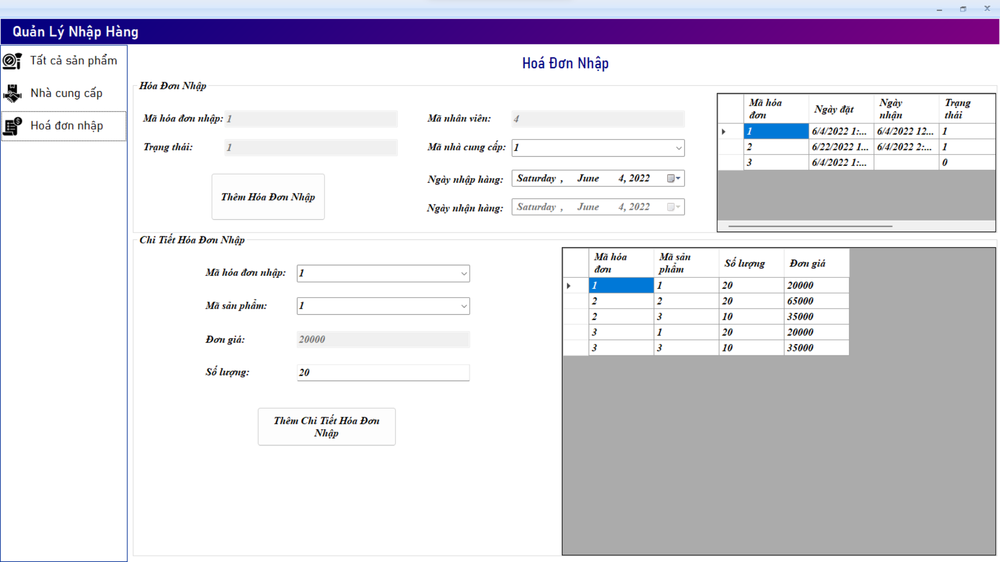 Quản Lý Nhập Hàng
Tất cả sản phẩm
Nhà cung cấp
Hoá đơn nhập
Hoá Đơn Nhập
Hóa Đơn Nhập
Mã hóa đơn nhập: 1
Trạng thái: 1
Thêm Hóa Đơn Nhập
Mã nhân viên: 4
Mã nhà cung cấp: 1
Ngày nhập hàng: Saturday , June 4, 2022
Ngày nhận hàng: Saturday , June 4, 2022
Mã hóa đơn Ngày đặt Ngày nhận Trạng thái
1 6/4/2022 1:... 6/4/2022 12... 1
2 6/22/2022 1... 6/4/2022 2:... 1
3 6/4/2022 1:... 0
Chi Tiết Hóa Đơn Nhập
Mã hóa đơn nhập: 1
Mã sản phẩm: 1
Đơn giá: 20000
Số lượng: 20
Thêm Chi Tiết Hóa Đơn
Nhập
Mã hóa đơn Mã sản phẩm Số lượng Đơn giá
1 1 20 20000
2 2 20 65000
2 3 10 35000
3 1 20 20000
3 3 10 35000